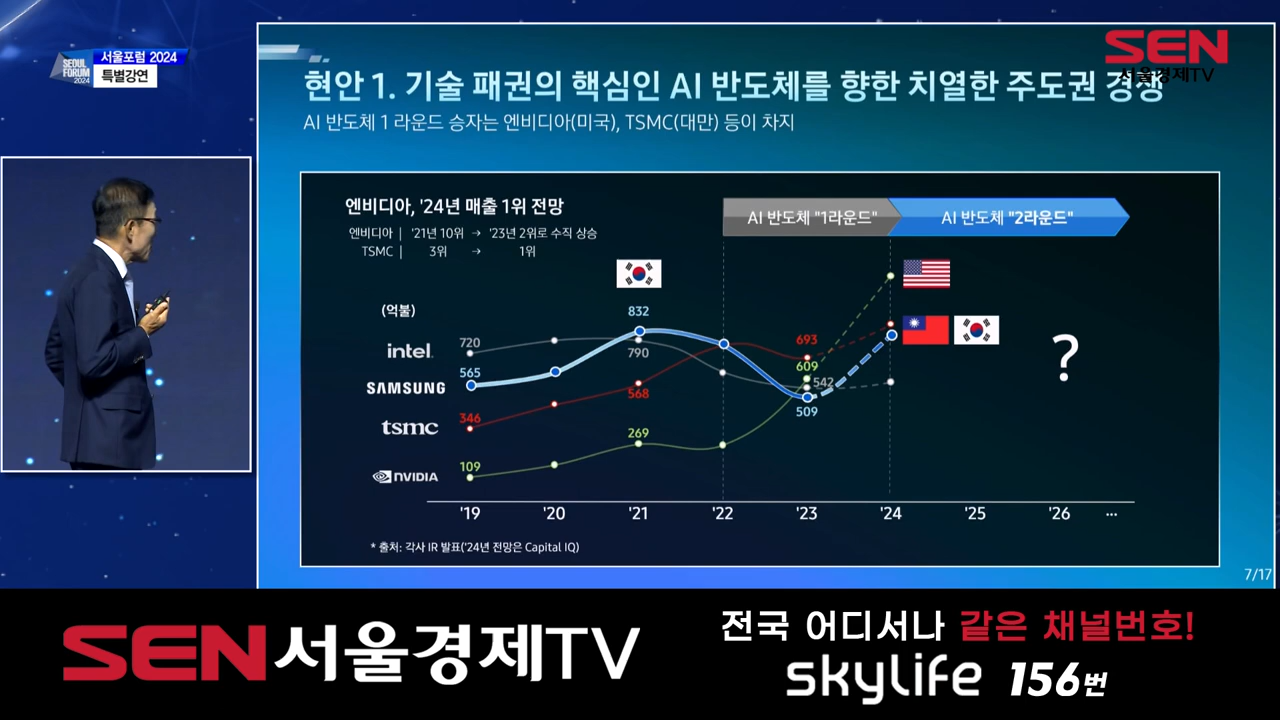 SEOUL
FORUM
2024
서울포럼 2024
특별강연
SEN
서울경제TV
현안 1. 기술 패권의 핵심인 AI 반도체를 향한 치열한 주도권 경쟁
AI 반도체 1 라운드 승자는 엔비디아(미국), TSMC(대만) 등이 차지
엔비디아, '24년 매출 1위 전망
엔비디아 | '21년 10위 → '23년 2위로 수직 상승
TSMC | 3위 → 1위
AI 반도체 "1라운드"
AI 반도체 "2라운드"
(억불)
intel.
SAMSUNG
tsmc
NVIDIA
720
565
346
109
832
790
568
269
693
609
542
509
?
'19 '20 '21 '22 '23 '24 '25 '26 ...
* 출처: 각사 IR 발표('24년 전망은 Capital IQ)
7/17
SEN서울경제TV
전국 어디서나 같은 채널번호!
skylife 156번